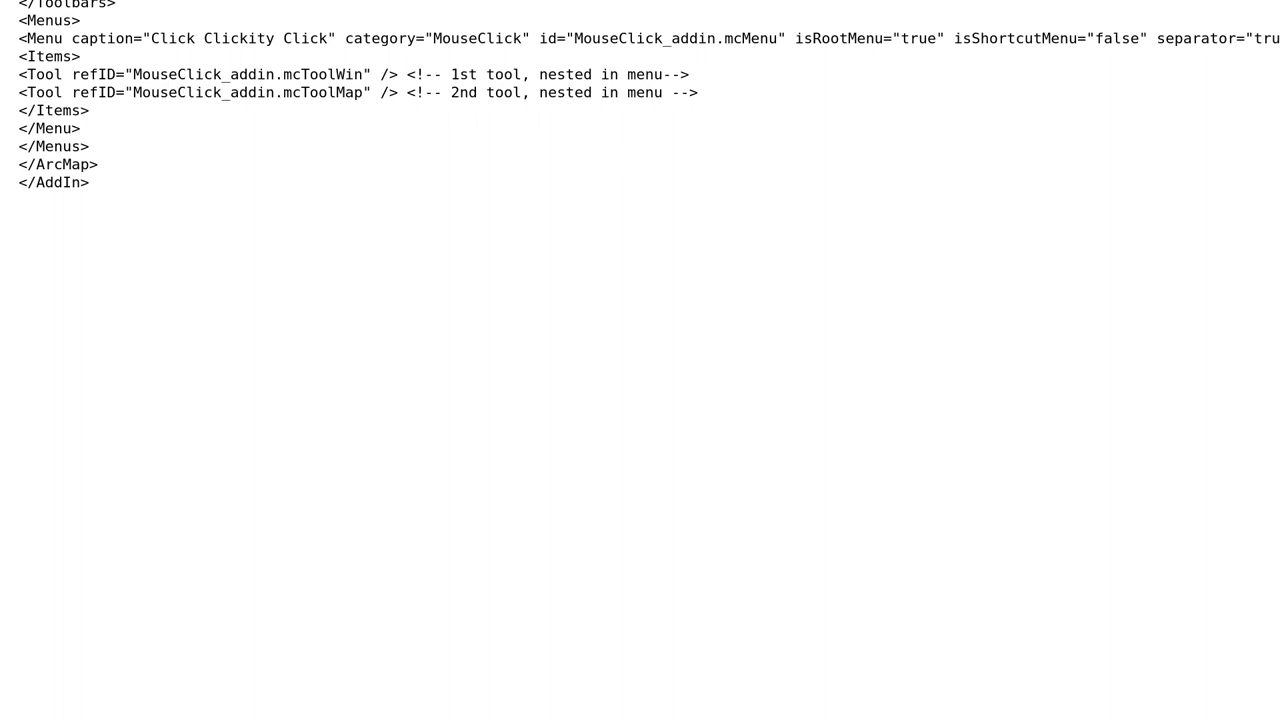 </Toolbars>
<Menus>
<Menu caption="Click Clickity Click" category="MouseClick" id="MouseClick_addin.mcMenu" isRootMenu="true" isShortcutMenu="false" separator="tru
<Items>
<Tool refID="MouseClick_addin.mcToolWin" /> <!-- 1st tool, nested in menu-->
<Tool refID="MouseClick_addin.mcToolMap" /> <!-- 2nd tool, nested in menu -->
</Items>
</Menu>
</Menus>
</ArcMap>
</AddIn>